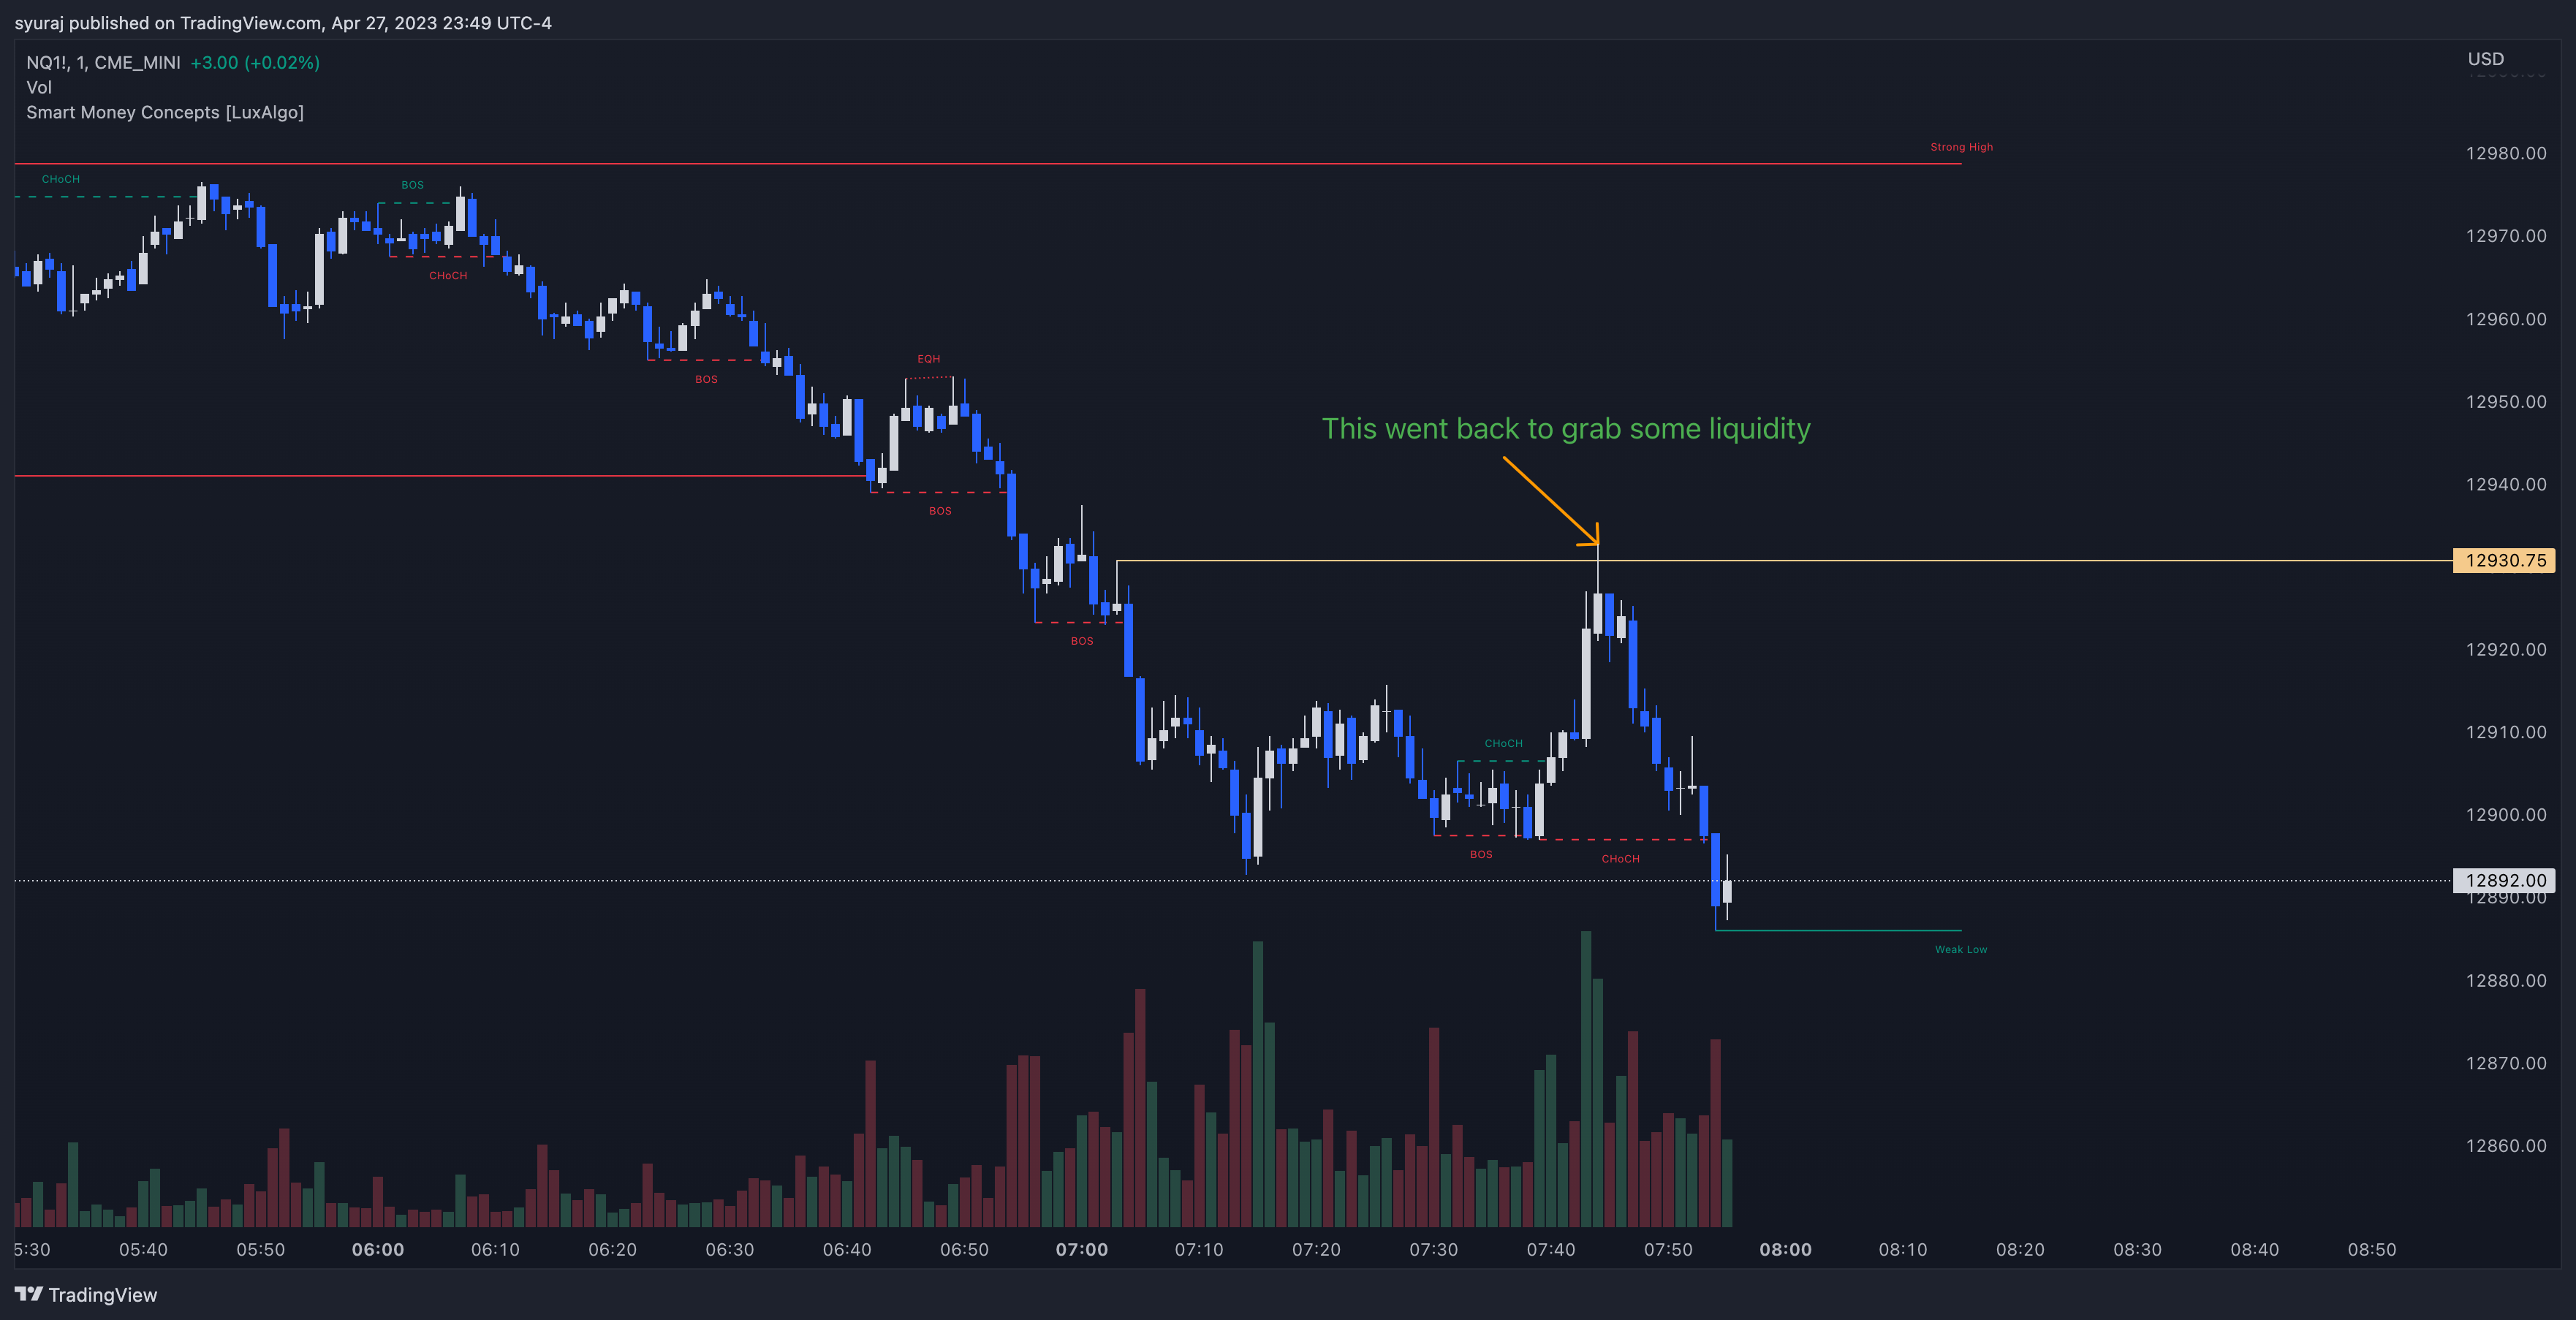 syuraj published on TradingView.com, Apr 27, 2023 23:49 UTC-4
NQ1!, 1, CME_MINI +3.00 (+0.02%)
Vol
Smart Money Concepts [LuxAlgo]
USD
Strong High
12980.00
CHoCH
BOS
12970.00
CHoCH
12960.00
EQH
BOS
12950.00
This went back to grab some liquidity
12940.00
BOS
12930.75
BOS
12920.00
12910.00
CHoCH
12900.00
BOS
CHoCH
12892.00
12890.00
Weak Low
12880.00
12870.00
12860.00
5:30 05:40 05:50 06:00 06:10 06:20 06:30 06:40 06:50 07:00 07:10 07:20 07:30 07:40 07:50 08:00 08:10 08:20 08:30 08:40 08:50
TradingView